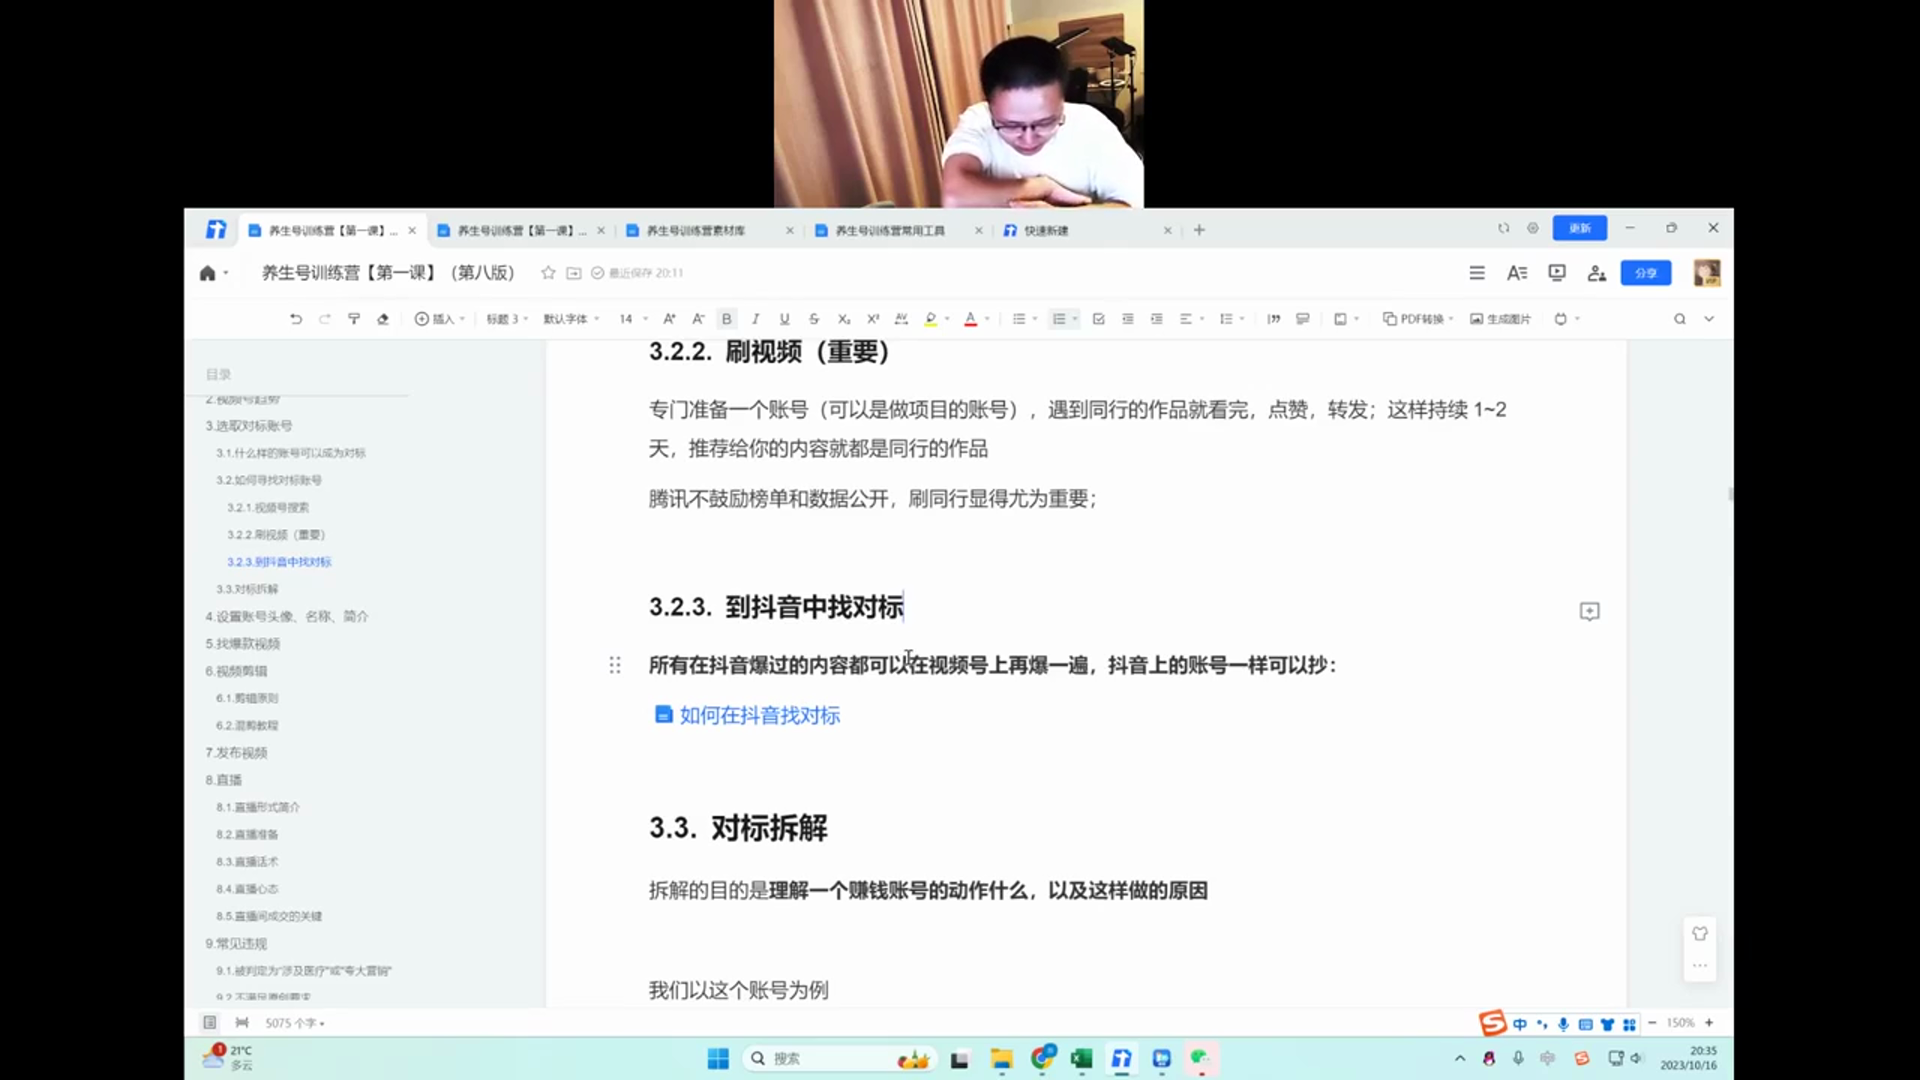 养生号训练营【第一课】...
养生号训练营【第一课】...
养生号训练营素材库
养生号训练营常用工具
快速新建
更新
养生号训练营【第一课】（第八版）
最近保存 20:11
分享
插入
标题 3
默认字体
14
PDF转换
生成图片
目录
2.视频号趋势
3.选取对标账号
3.1.什么样的账号可以成为对标
3.2.如何寻找对标账号
3.2.1.视频号搜索
3.2.2.刷视频（重要）
3.2.3.到抖音中找对标
3.3.对标拆解
4.设置账号头像、名称、简介
5.找爆款视频
6.视频剪辑
6.1.剪辑原则
6.2.混剪教程
7.发布视频
8.直播
8.1.直播形式简介
8.2.直播准备
8.3.直播话术
8.4.直播心态
8.5.直播间成交的关键
9.常见违规
9.1.被判定为“涉及医疗”或“夸大营销”
9.2.不满足原创要求
3.2.2. 刷视频（重要）
专门准备一个账号（可以是做项目的账号），遇到同行的作品就看完，点赞，转发；这样持续 1~2
天，推荐给你的内容就都是同行的作品
腾讯不鼓励榜单和数据公开，刷同行显得尤为重要；
3.2.3. 到抖音中找对标
所有在抖音爆过的内容都可以在视频号上再爆一遍，抖音上的账号一样可以抄：
如何在抖音找对标
3.3. 对标拆解
拆解的目的是理解一个赚钱账号的动作什么，以及这样做的原因
我们以这个账号为例
5075 个字
中
150%
21°C
多云
搜索
20:35
2023/10/16